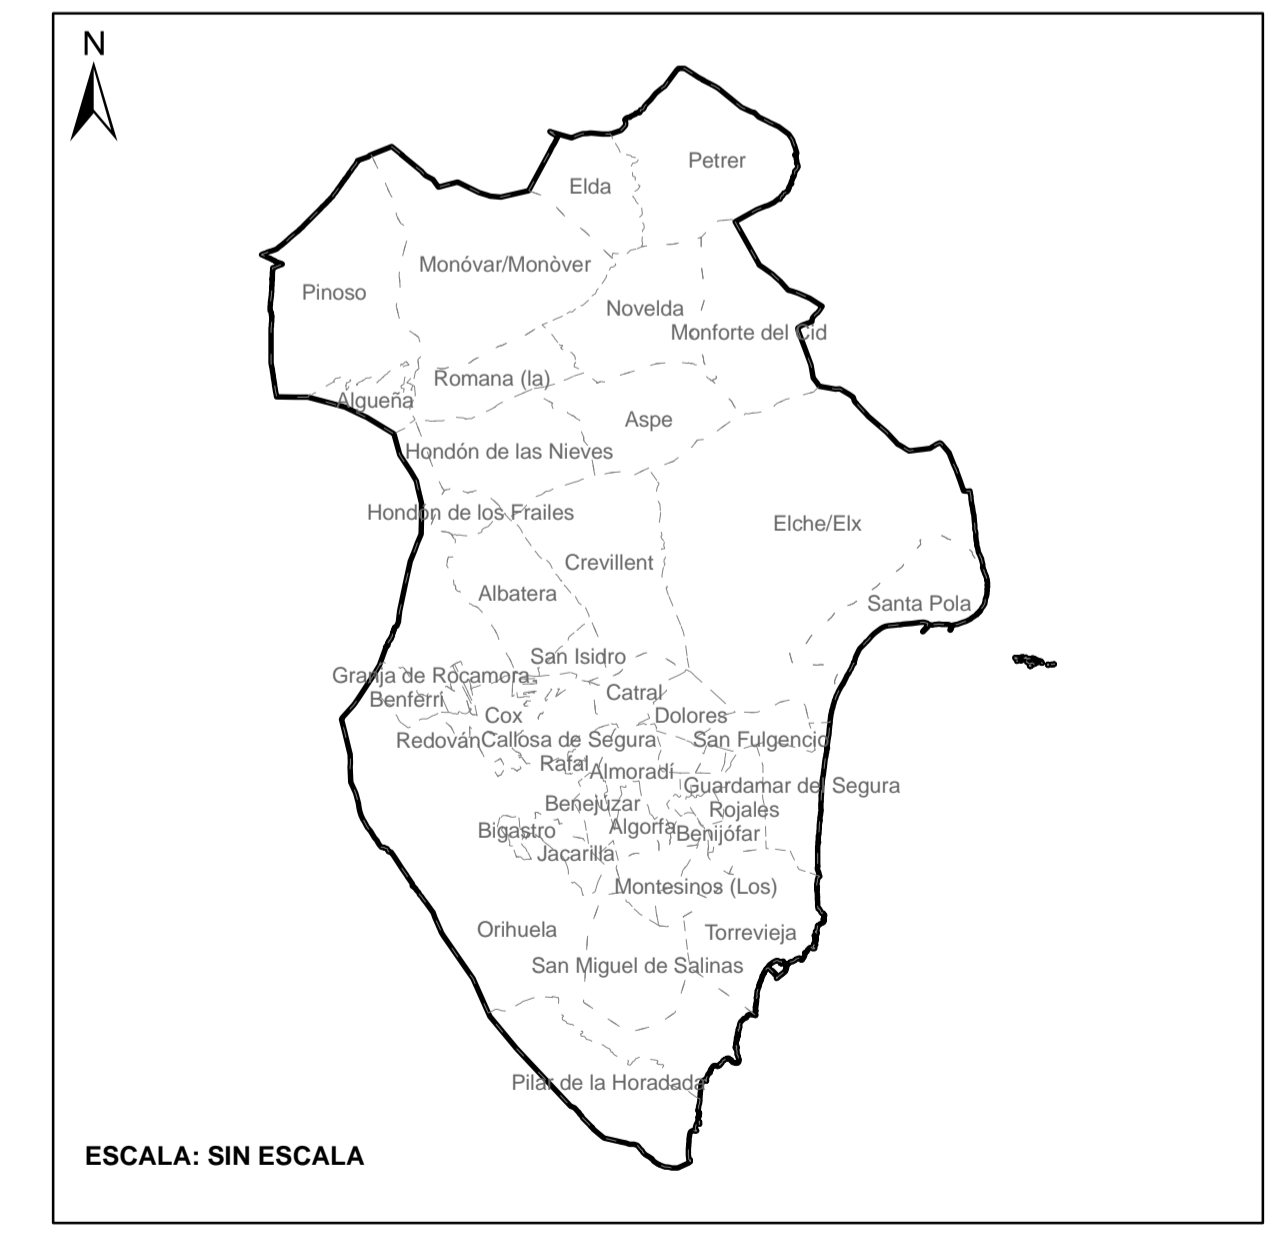 N
Petrer
Elda
Monóvar/Monòver
Pinoso
Novelda
Monforte del Cid
Romana (la)
Algueña
Aspe
Hondón de las Nieves
Hondón de los Frailes
Elche/Elx
Crevillent
Albatera
Santa Pola
San Isidro
Granja de Rocamora
Benferri
Catral
Cox
Dolores
Redován
Callosa de Segura
San Fulgencio
Rafal
Almoradí
Guardamar del Segura
Benejúzar
Rojales
Bigastro
Algorfa
Benijófar
Jacarilla
Montesinos (Los)
Orihuela
Torrevieja
San Miguel de Salinas
Pilar de la Horadada
ESCALA: SIN ESCALA